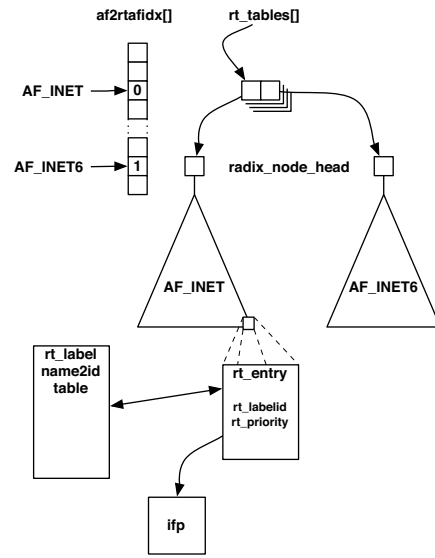 af2rtafidx[]
rt_tables[]
AF_INET
0
AF_INET6
1
radix_node_head
AF_INET
AF_INET6
rt_label
name2id
table
rt_entry
rt_labelid
rt_priority
ifp